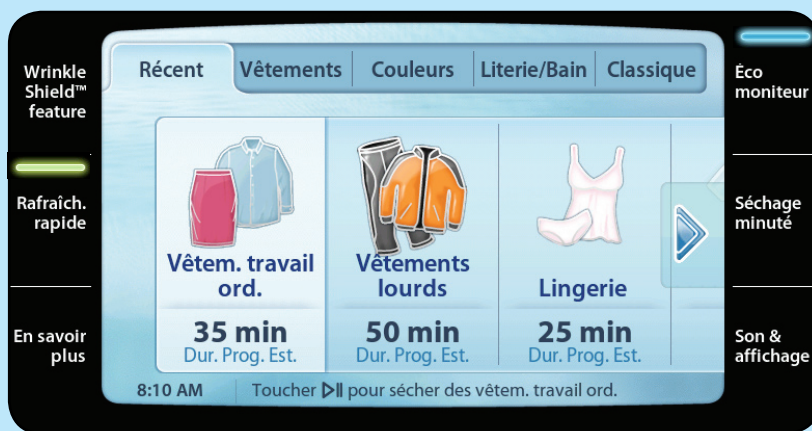 Wrinkle
Shield™
feature
Rafraîch.
rapide
En savoir
plus
Récent
Vêtements
Couleurs
Literie/Bain
Classique
Vêtem. travail
ord.
35 min
Dur. Prog. Est.
Vêtements
lourds
50 min
Dur. Prog. Est.
Lingerie
25 min
Dur. Prog. Est.
8:10 AM
Toucher ▷II pour sécher des vêtem. travail ord.
Éco
moniteur
Séchage
minuté
Son &
affichage